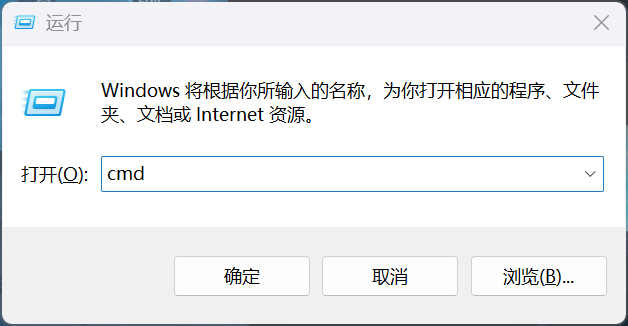 运行
Windows 将根据你所输入的名称，为你打开相应的程序、文件
夹、文档或 Internet 资源。
打开(O): cmd
确定 取消 浏览(B)...